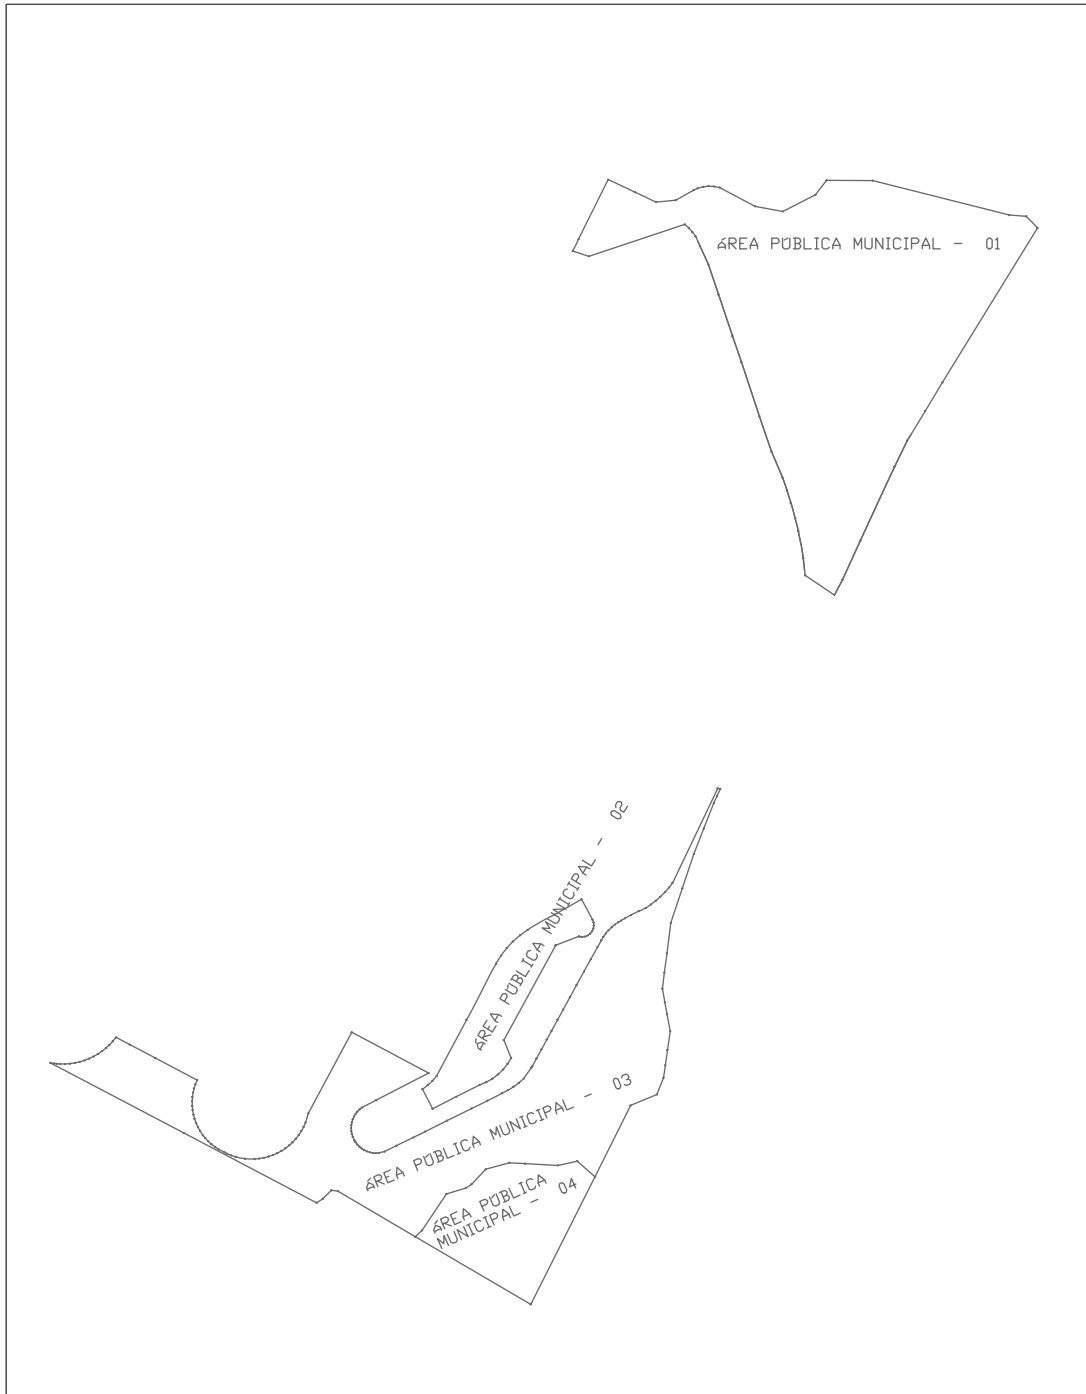 ÁREA PÚBLICA MUNICIPAL - 01
ÁREA PÚBLICA MUNICIPAL - 02
ÁREA PÚBLICA MUNICIPAL - 03
ÁREA PÚBLICA
MUNICIPAL - 04